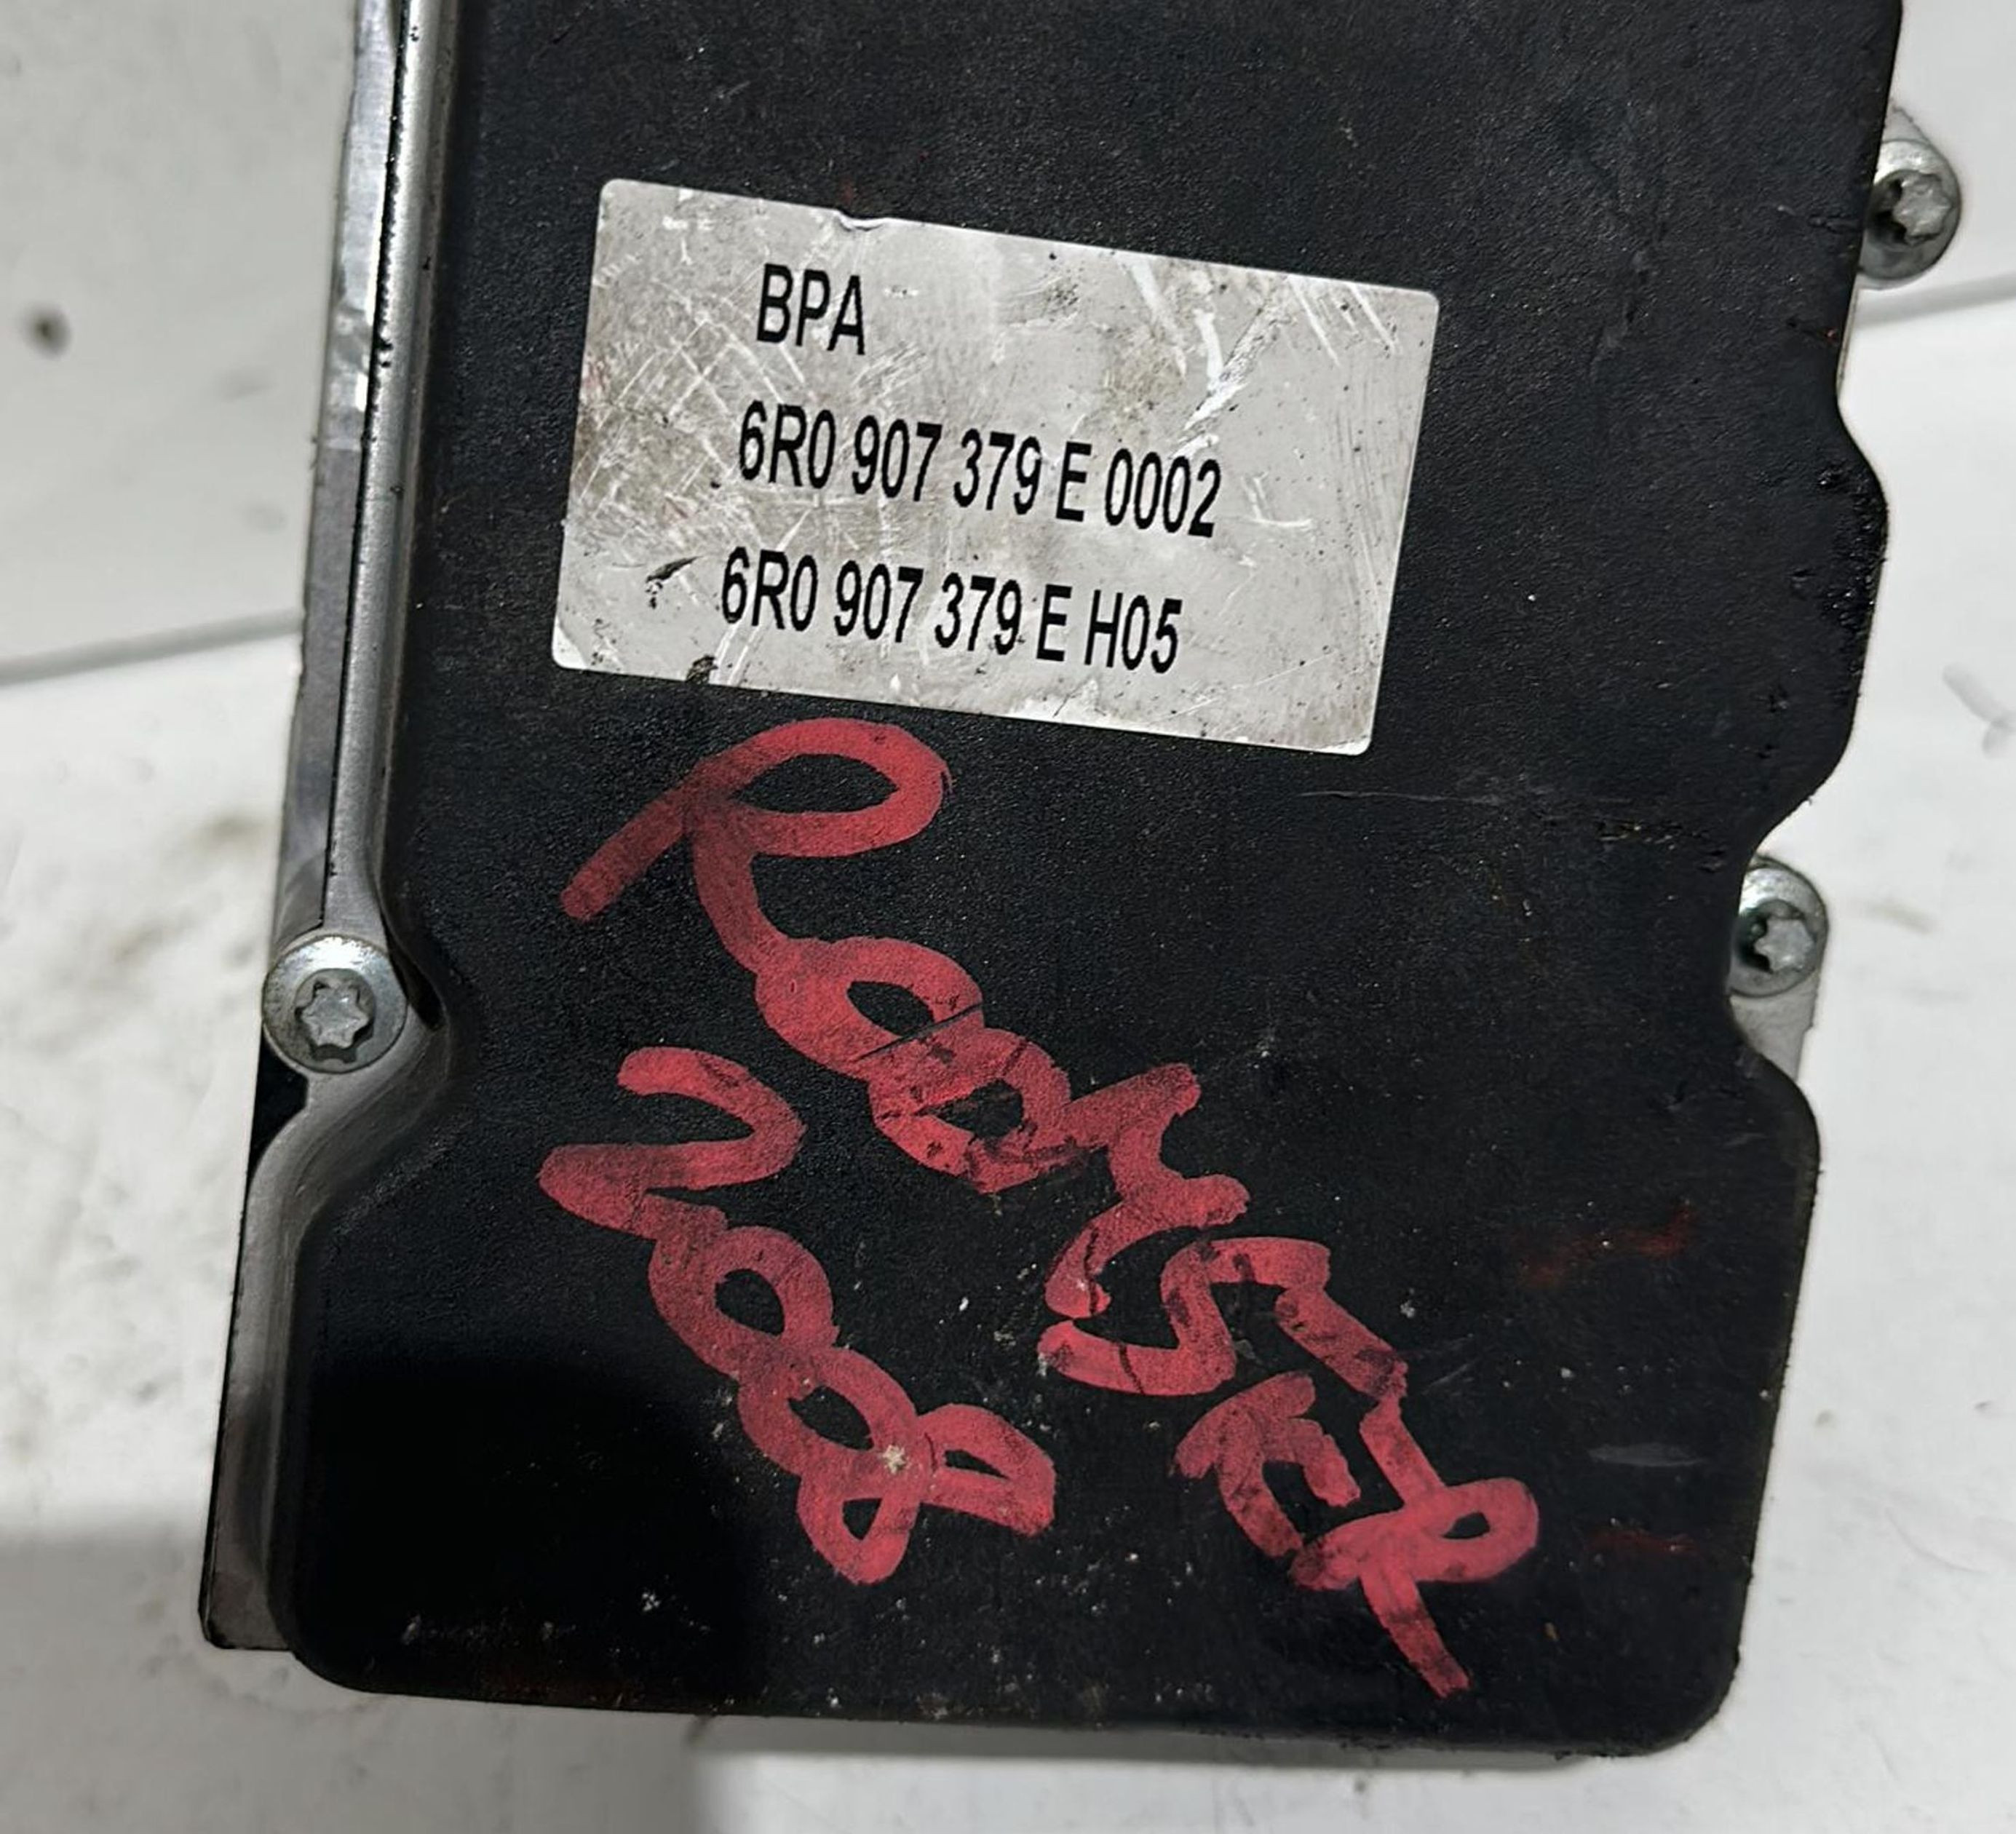 BPA
6R0 907 379 E 0002
6R0 907 379 E H05
ROOMSTER
2008